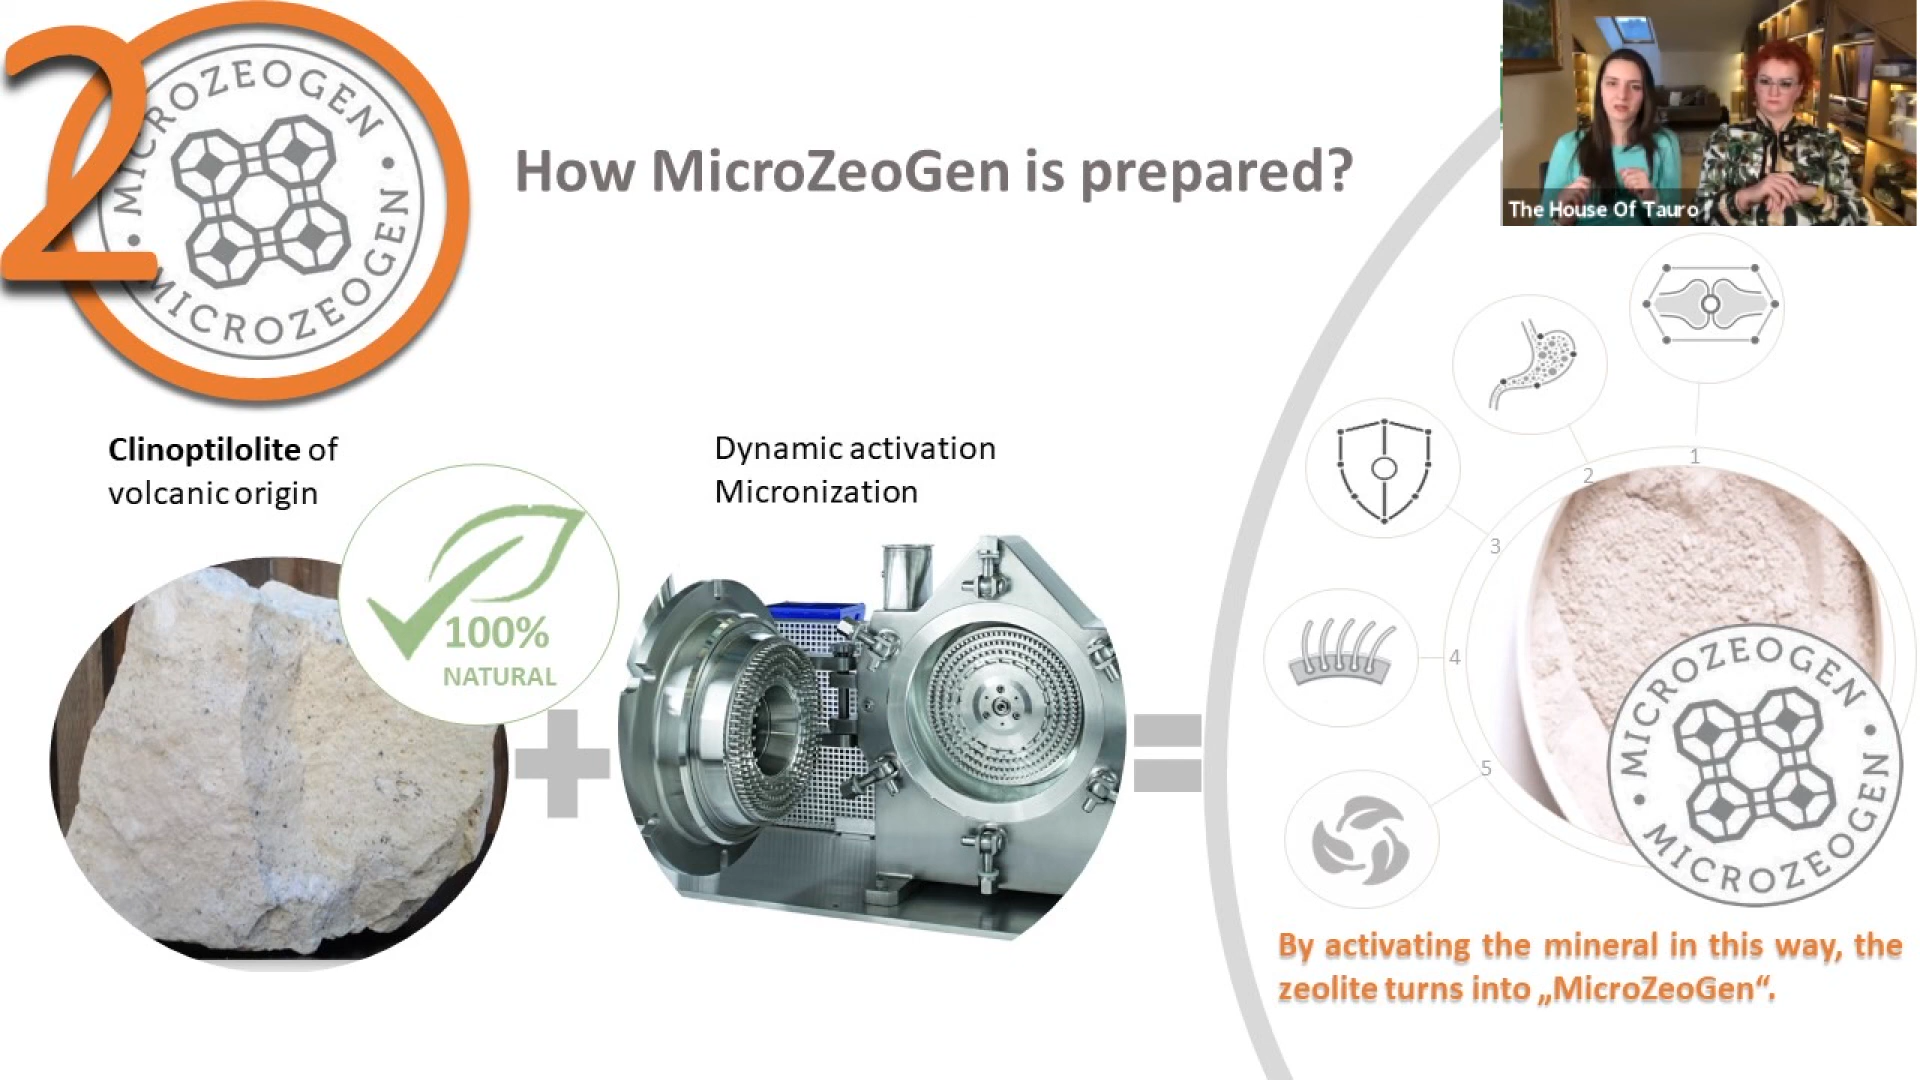 2
MICROZEOGEN • MICROZEOGEN •
How MicroZeoGen is prepared?
The House Of Tauro
Clinoptilolite of
volcanic origin
100%
NATURAL
Dynamic activation
Micronization
1
2
3
4
5
MICROZEOGEN • MICROZEOGEN •
By activating the mineral in this way, the
zeolite turns into „MicroZeoGen“.